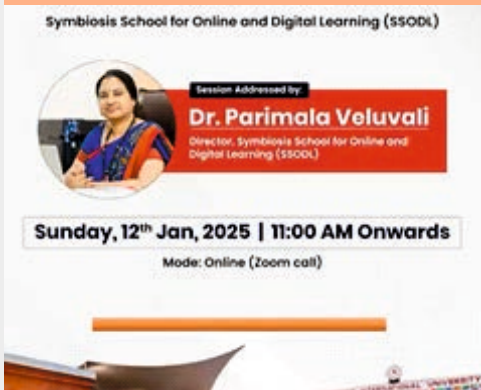 Symbiosis School for Online and Digital Learning (SSODL)
Session Addressed by:
Dr. Parimala Veluvali
Director, Symbiosis School for Online and
Digital Learning (SSODL)
Sunday, 12th Jan, 2025 | 11:00 AM Onwards
Mode: Online (Zoom call)
UNIVERSITY